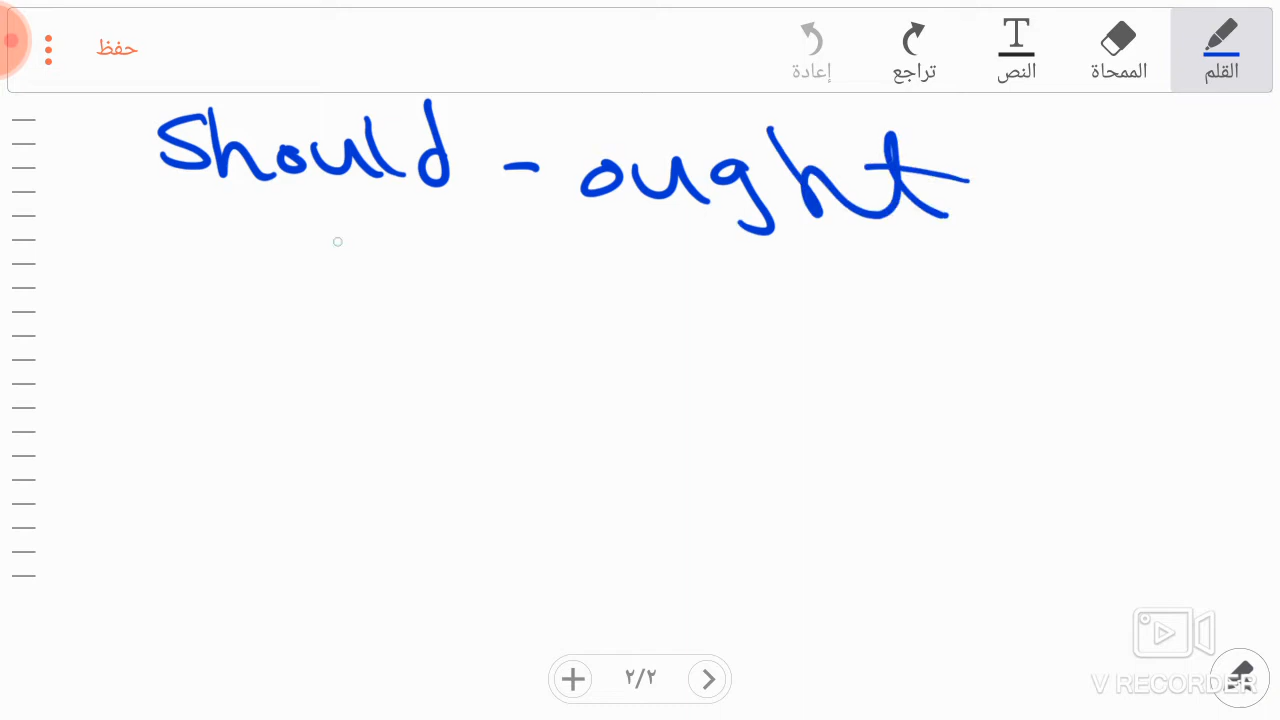 حفظ إعادة تراجع النص الممحاة القلم
Should - ought
٢/٢
V RECORDER